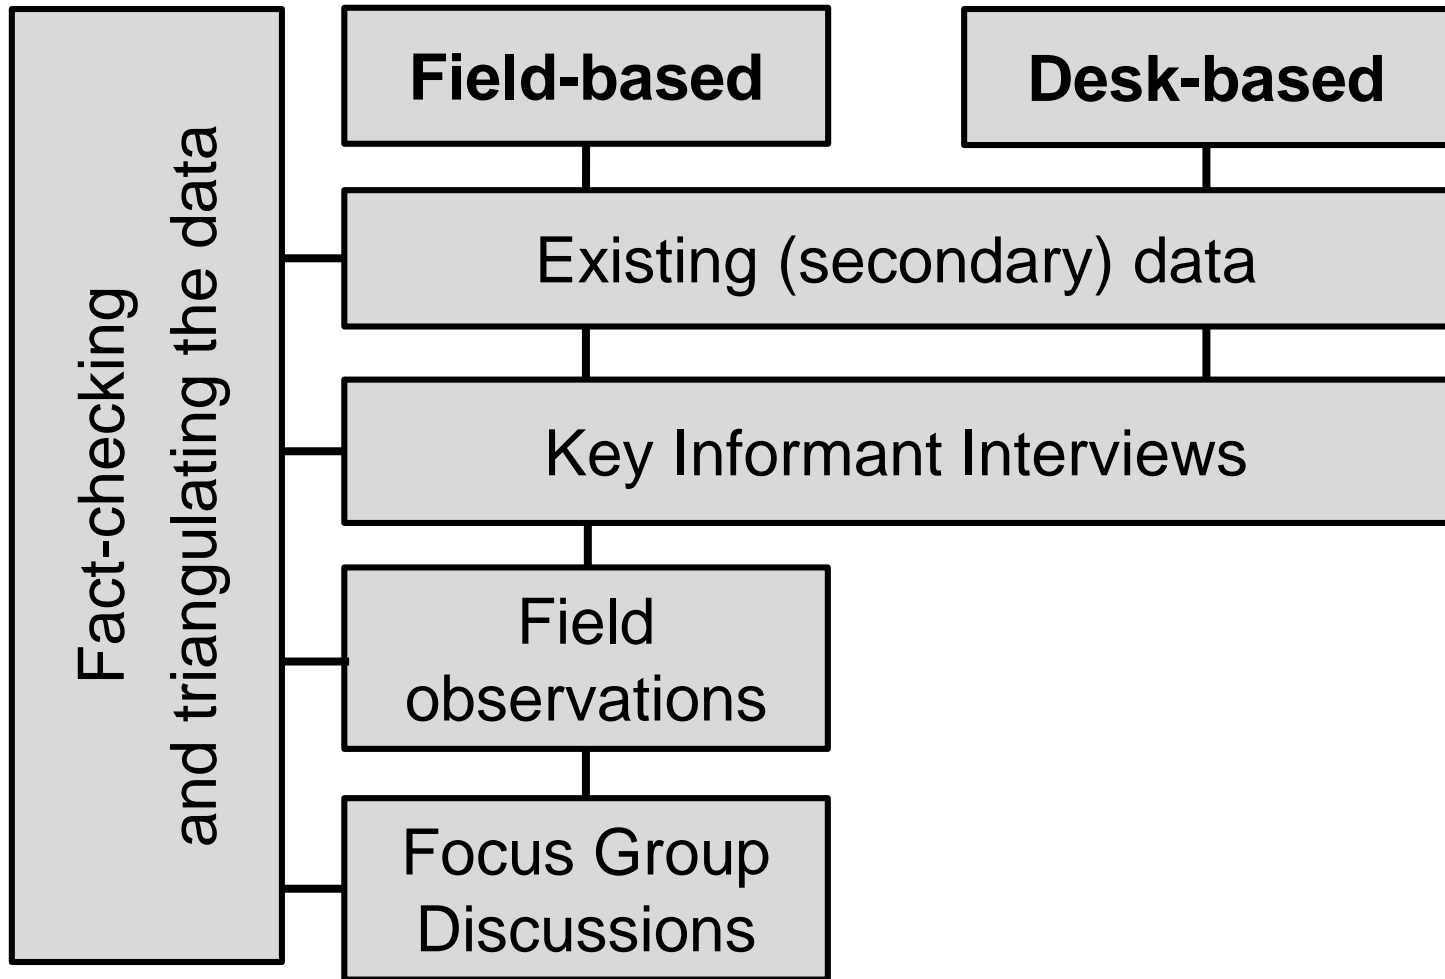 Fact-checking
and triangulating the data
Field-based
Desk-based
Existing (secondary) data
Key Informant Interviews
Field
observations
Focus Group
Discussions